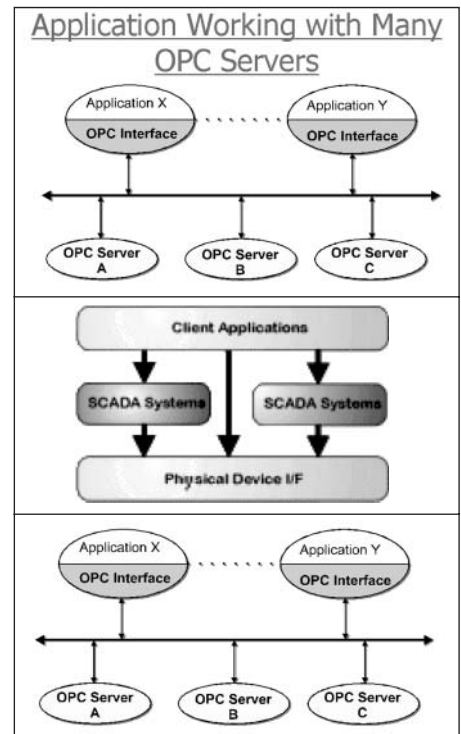 Application Working with Many
OPC Servers
Application X
OPC Interface
Application Y
OPC Interface
OPC Server
A
OPC Server
B
OPC Server
C
Client Applications
SCADA Systems
SCADA Systems
Physical Device I/F
Application X
OPC Interface
Application Y
OPC Interface
OPC Server
A
OPC Server
B
OPC Server
C